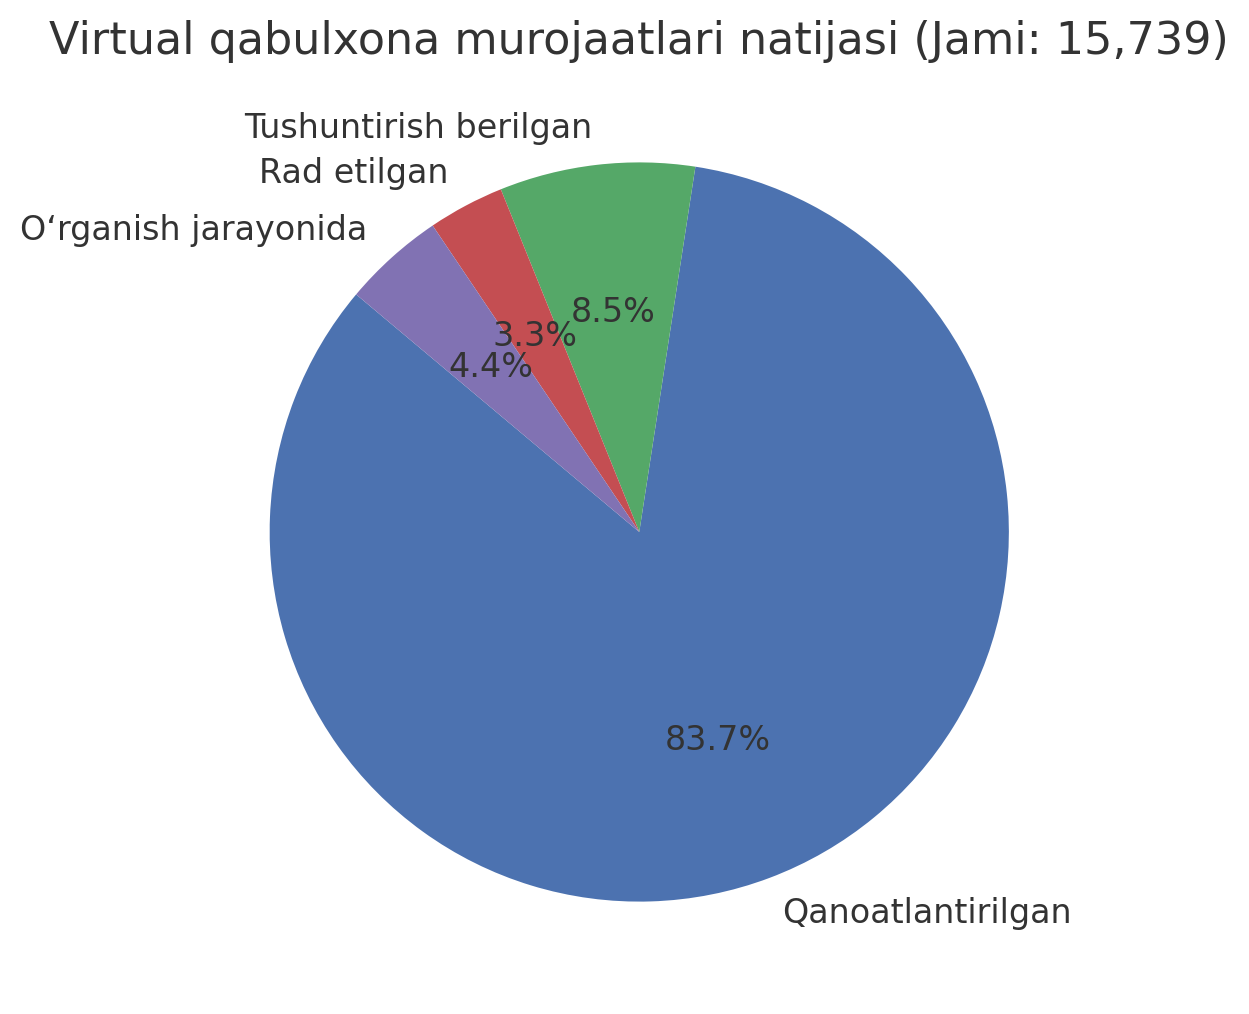 Virtual qabulxona murojaatlari natijasi (Jami: 15,739)
Tushuntirish berilgan
Rad etilgan
O‘rganish jarayonida
8.5%
3.3%
4.4%
83.7%
Qanoatlantirilgan